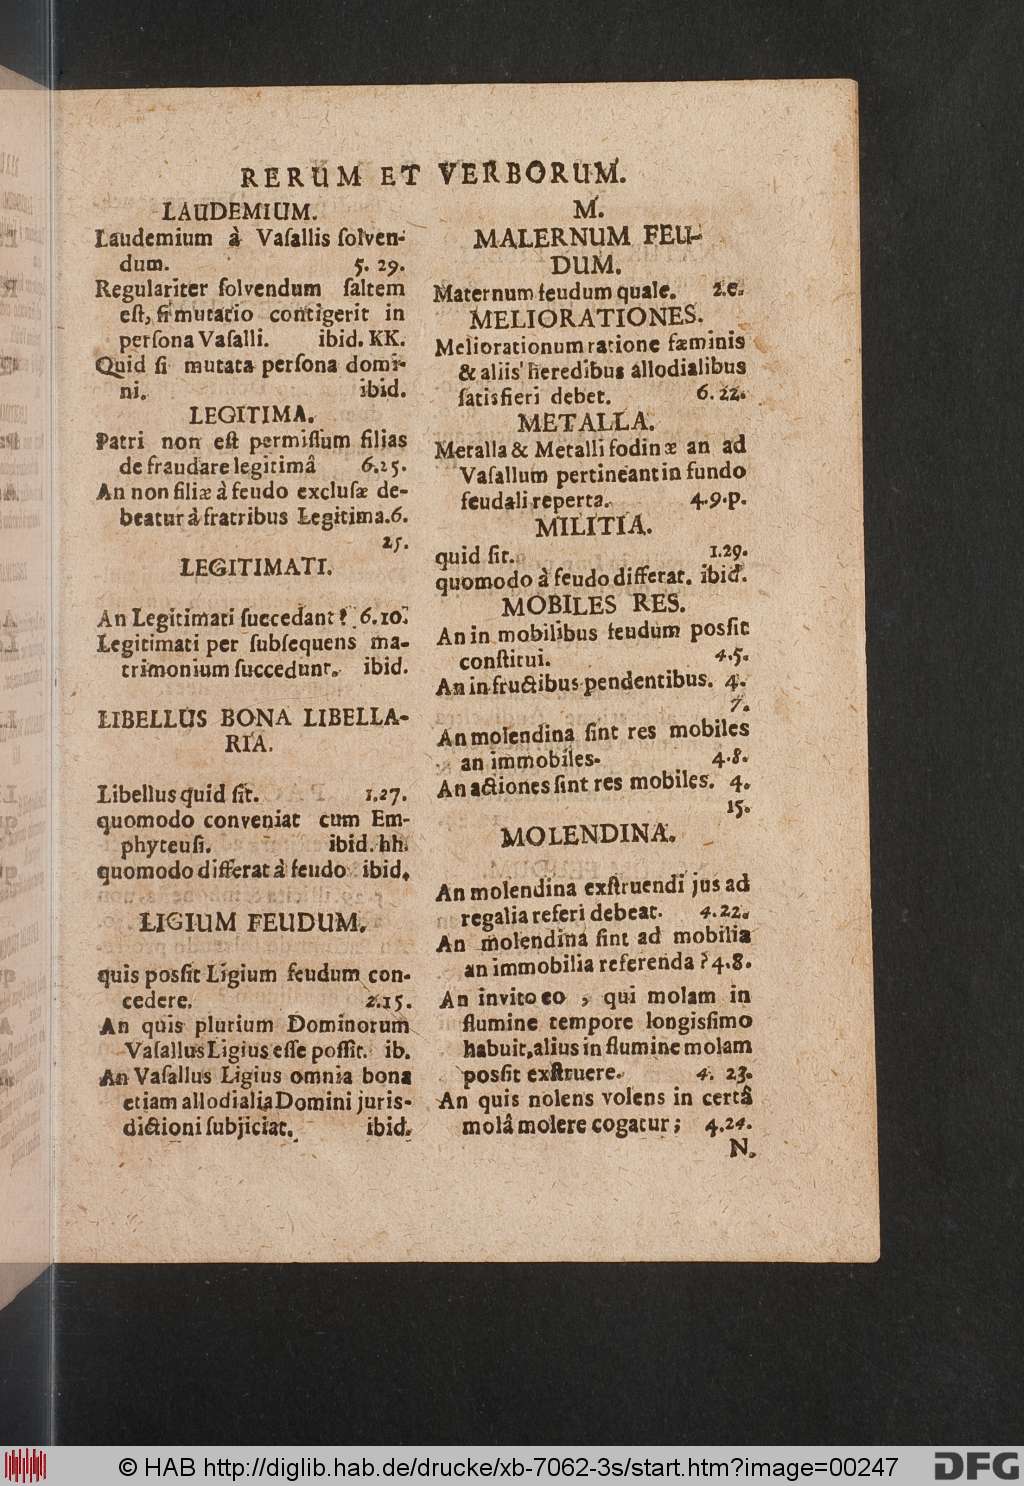 RERUM ET VERBORUM.
LAUDEMIUM.
Laudemium à Vaſallis ſolven-
dum. 5. 29.
Regulariter ſolvendum ſaltem
eſt, ſi mutatio contigerit in
perſona Vaſalli. ibid. KK.
Quid ſi mutata perſona domi-
ni. ibid.
LEGITIMA.
Patri non eſt permiſſum filias
de fraudare legitimâ 6.25.
An non filiæ à feudo excluſæ de-
beatur à fratribus Legitima. 6.
25.
LEGITIMATI.
An Legitimati ſuccedant? 6.10.
Legitimati per ſubſequens ma-
trimonium ſuccedunt. ibid.
LIBELLUS BONA LIBELLA-
RIA.
Libellus quid ſit. 1.27.
quomodo conveniat cum Em-
phyteuſi. ibid. hh.
quomodo differat à feudo ibid.
LIGIUM FEUDUM.
quis posſit Ligium feudum con-
cedere. 2.15.
An quis plurium Dominorum
Vaſallus Ligius eſſe poſſit. ib.
An Vaſallus Ligius omnia bona
etiam allodialia Domini juris-
dictioni ſubjiciat. ibid.
M.
MALERNUM FEU-
DUM.
Maternum feudum quale. 2.e.
MELIORATIONES.
Meliorationum ratione fæminis
& aliis heredibus allodialibus
ſatisfieri debet. 6. 22.
METALLA.
Metalla & Metalli fodinæ an ad
Vaſallum pertineant in fundo
feudali reperta. 4.9.p.
MILITIA.
quid ſit. 1.29.
quomodo à feudo differat. ibid.
MOBILES RES.
An in mobilibus feudum posſit
conſtitui. 4.5.
An in fructibus pendentibus. 4.
7.
An molendina ſint res mobiles
an immobiles. 4.8.
An actiones ſint res mobiles. 4.
15.
MOLENDINA.
An molendina exſtruendi jus ad
regalia referi debeat. 4.22.
An molendina ſint ad mobilia
an immobilia referenda? 4.8.
An invito eo , qui molam in
flumine tempore longisſimo
habuit, alius in flumine molam
posſit exſtruere. 4. 23.
An quis nolens volens in certâ
molâ molere cogatur; 4.24.
N.
© HAB http://diglib.hab.de/drucke/xb-7062-3s/start.htm?image=00247
DFG